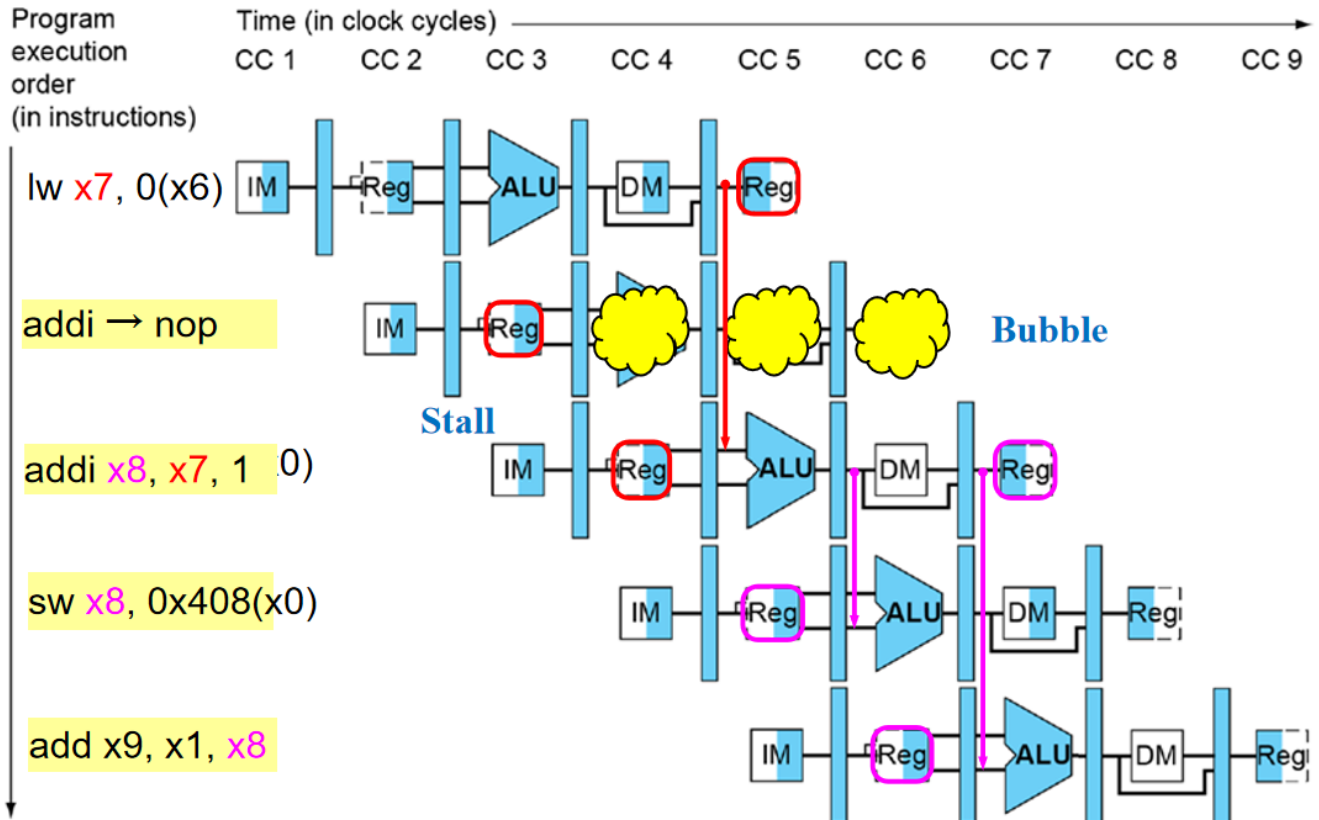 Program
execution
order
(in instructions)
Time (in clock cycles)
CC 1 CC 2 CC 3 CC 4 CC 5 CC 6 CC 7 CC 8 CC 9
lw x7, 0(x6) IM Reg ALU DM Reg
addi → nop IM Reg Bubble
Stall
addi x8, x7, 1 0) IM Reg ALU DM Reg
sw x8, 0x408(x0) IM Reg ALU DM Reg
add x9, x1, x8 IM Reg ALU DM Reg